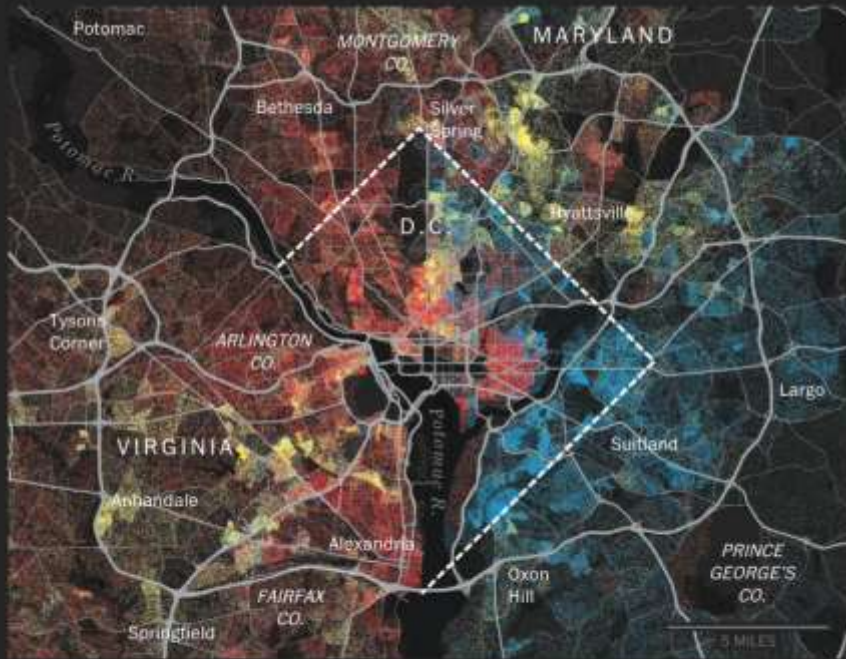 Potomac
MONTGOMERY
CO.
MARYLAND
Bethesda
Silver
Spring
Potomac R.
D.C.
Hyattsville
Tysons
Corner
ARLINGTON
CO.
Largo
VIRGINIA
Potomac R.
Suitland
Annandale
Alexandria
Oxon
Hill
PRINCE
GEORGE'S
CO.
FAIRFAX
CO.
Springfield
5 MILES